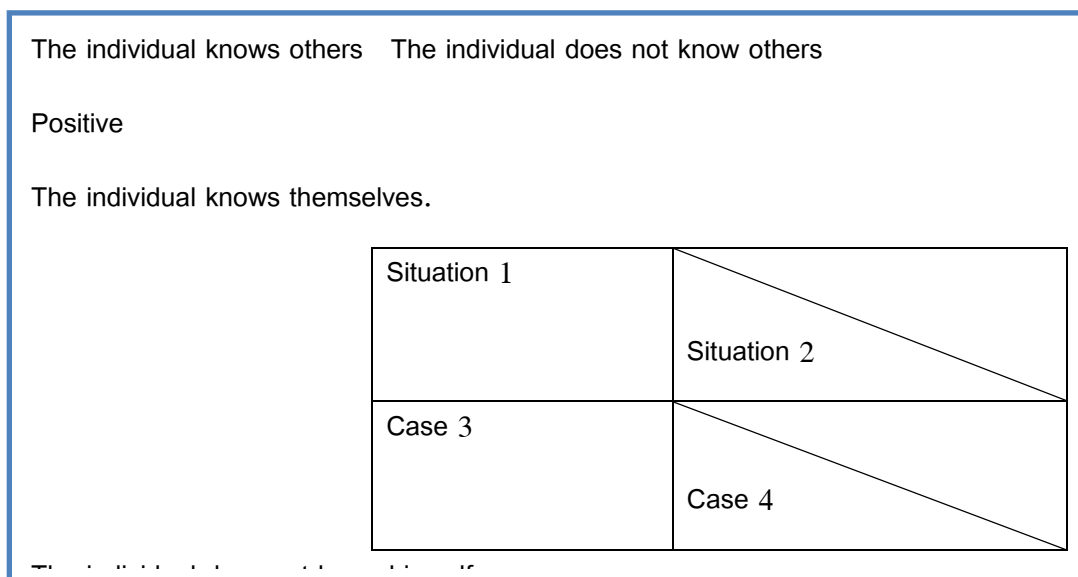 The individual knows others The individual does not know others
Positive
The individual knows themselves.
Situation 1
Situation 2
Case 3
Case 4